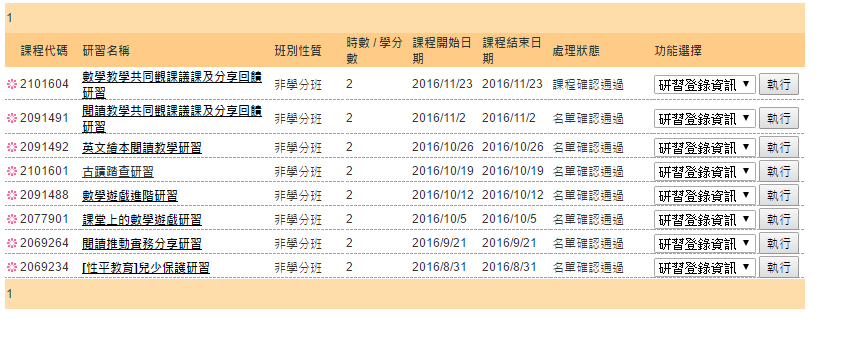 1
課程代碼 研習名稱 班別性質 時數 / 學分數 課程開始日期 課程結束日期 處理狀態 功能選擇
2101604 數學教學共同觀課議課及分享回饋研習 非學分班 2 2016/11/23 2016/11/23 課程確認通過 研習登錄資訊 執行
2091491 閱讀教學共同觀課議課及分享回饋研習 非學分班 2 2016/11/2 2016/11/2 名單確認通過 研習登錄資訊 執行
2091492 英文繪本閱讀教學研習 非學分班 2 2016/10/26 2016/10/26 名單確認通過 研習登錄資訊 執行
2101601 古蹟踏查研習 非學分班 2 2016/10/19 2016/10/19 名單確認通過 研習登錄資訊 執行
2091488 數學遊戲進階研習 非學分班 2 2016/10/12 2016/10/12 名單確認通過 研習登錄資訊 執行
2077901 課堂上的數學遊戲研習 非學分班 2 2016/10/5 2016/10/5 名單確認通過 研習登錄資訊 執行
2069264 閱讀推動實務分享研習 非學分班 2 2016/9/21 2016/9/21 名單確認通過 研習登錄資訊 執行
2069234 [性平教育]兒少保護研習 非學分班 2 2016/8/31 2016/8/31 名單確認通過 研習登錄資訊 執行
1